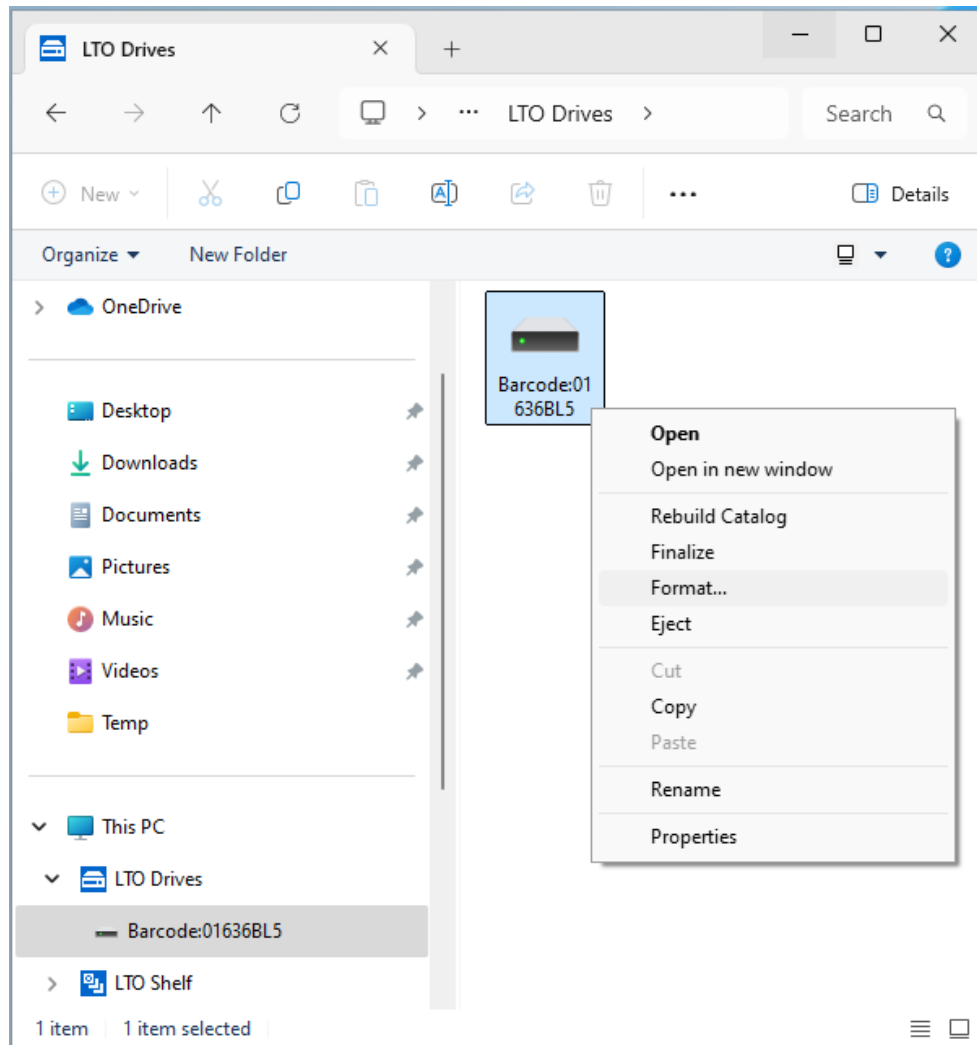 LTO Drives
LTO Drives
Search
New
Details
Organize
New Folder
OneDrive
Desktop
Downloads
Documents
Pictures
Music
Videos
Temp
This PC
LTO Drives
Barcode:01636BL5
LTO Shelf
Barcode:01
636BL5
Open
Open in new window
Rebuild Catalog
Finalize
Format...
Eject
Cut
Copy
Paste
Rename
Properties
1 item
1 item selected